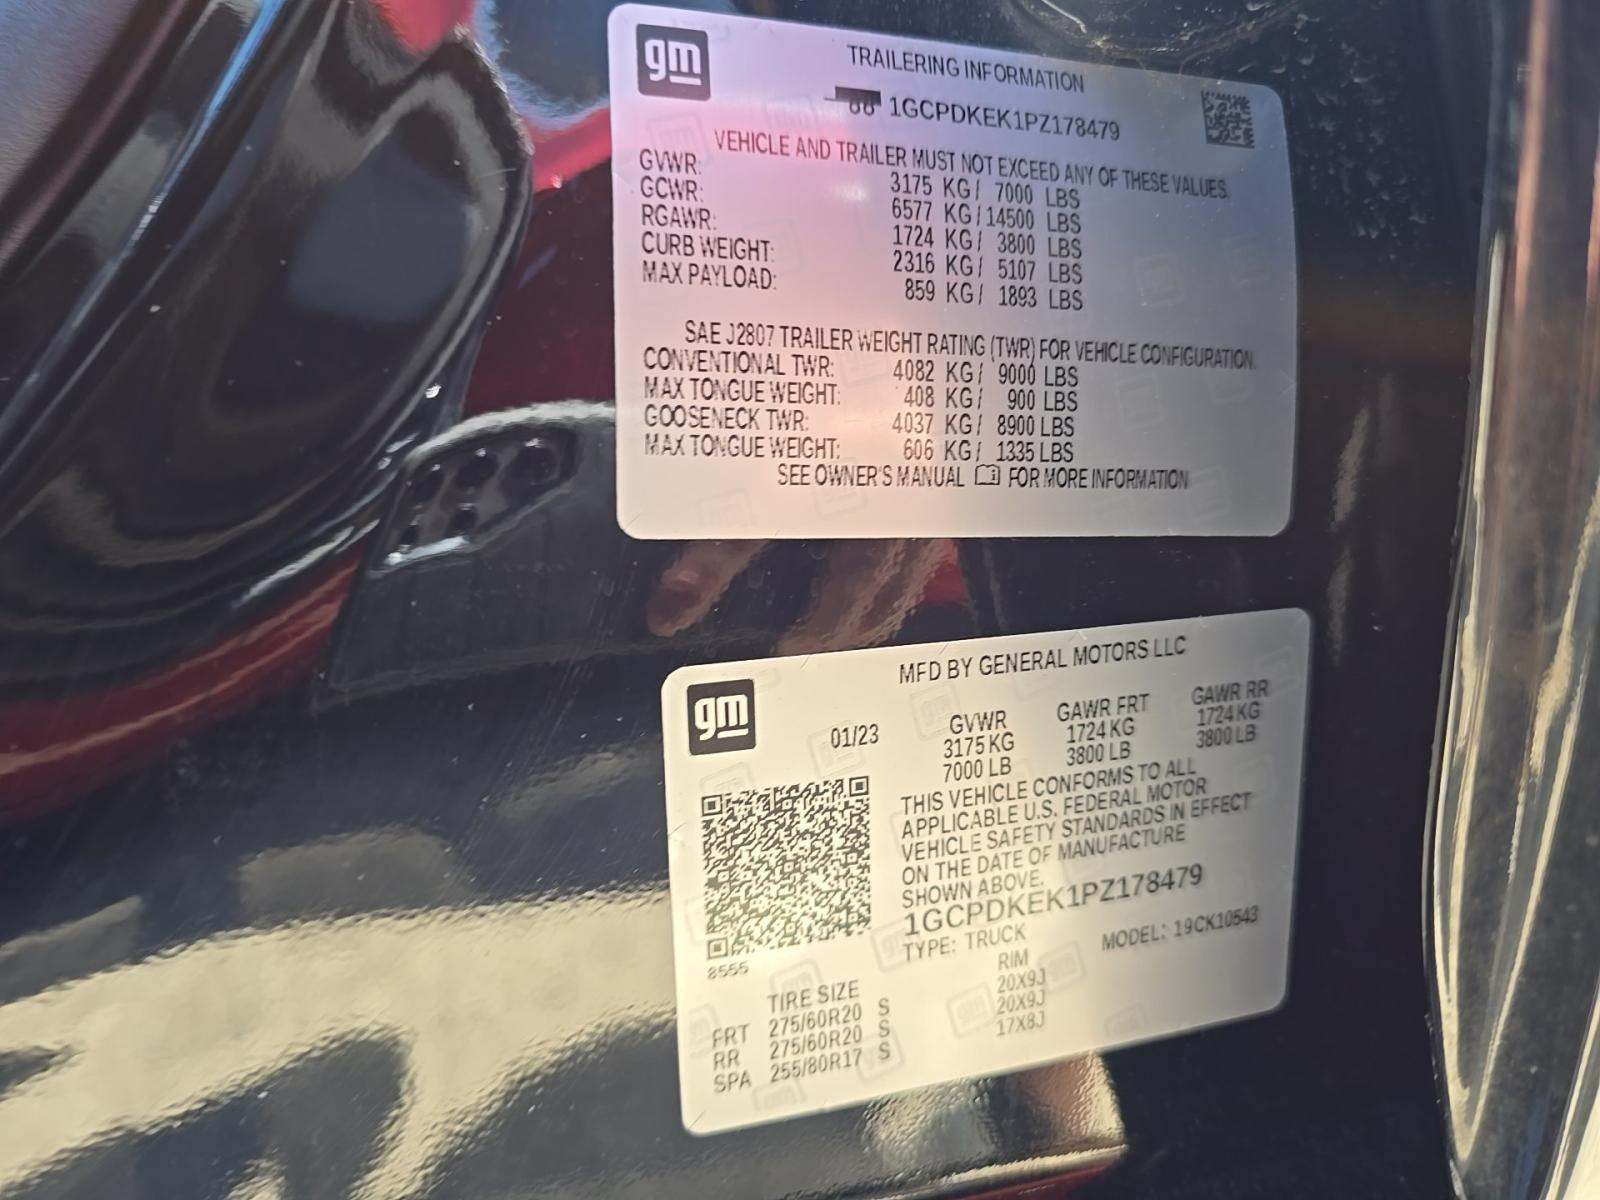 gm
TRAILERING INFORMATION
1GCPDKEK1PZ178479
VEHICLE AND TRAILER MUST NOT EXCEED ANY OF THESE VALUES.
GVWR: 3175 KG/ 7000 LBS
GCWR: 6577 KG/14500 LBS
RGAWR: 1724 KG/ 3800 LBS
CURB WEIGHT: 2316 KG/ 5107 LBS
MAX PAYLOAD: 859 KG/ 1893 LBS
SAE J2807 TRAILER WEIGHT RATING (TWR) FOR VEHICLE CONFIGURATION.
CONVENTIONAL TWR: 4082 KG/ 9000 LBS
MAX TONGUE WEIGHT: 408 KG/ 900 LBS
GOOSENECK TWR: 4037 KG/ 8900 LBS
MAX TONGUE WEIGHT: 606 KG/ 1335 LBS
SEE OWNER'S MANUAL FOR MORE INFORMATION
gm
MFD BY GENERAL MOTORS LLC
01/23
GVWR GAWR FRT GAWR RR
3175 KG 1724 KG 1724 KG
7000 LB 3800 LB 3800 LB
THIS VEHICLE CONFORMS TO ALL
APPLICABLE U.S. FEDERAL MOTOR
VEHICLE SAFETY STANDARDS IN EFFECT
ON THE DATE OF MANUFACTURE
SHOWN ABOVE.
1GCPDKEK1PZ178479
TYPE: TRUCK MODEL: 19CK10543
8555
TIRE SIZE RIM
FRT 275/60R20 S 20X9J
RR 275/60R20 S 20X9J
SPA 255/80R17 S 17X8J